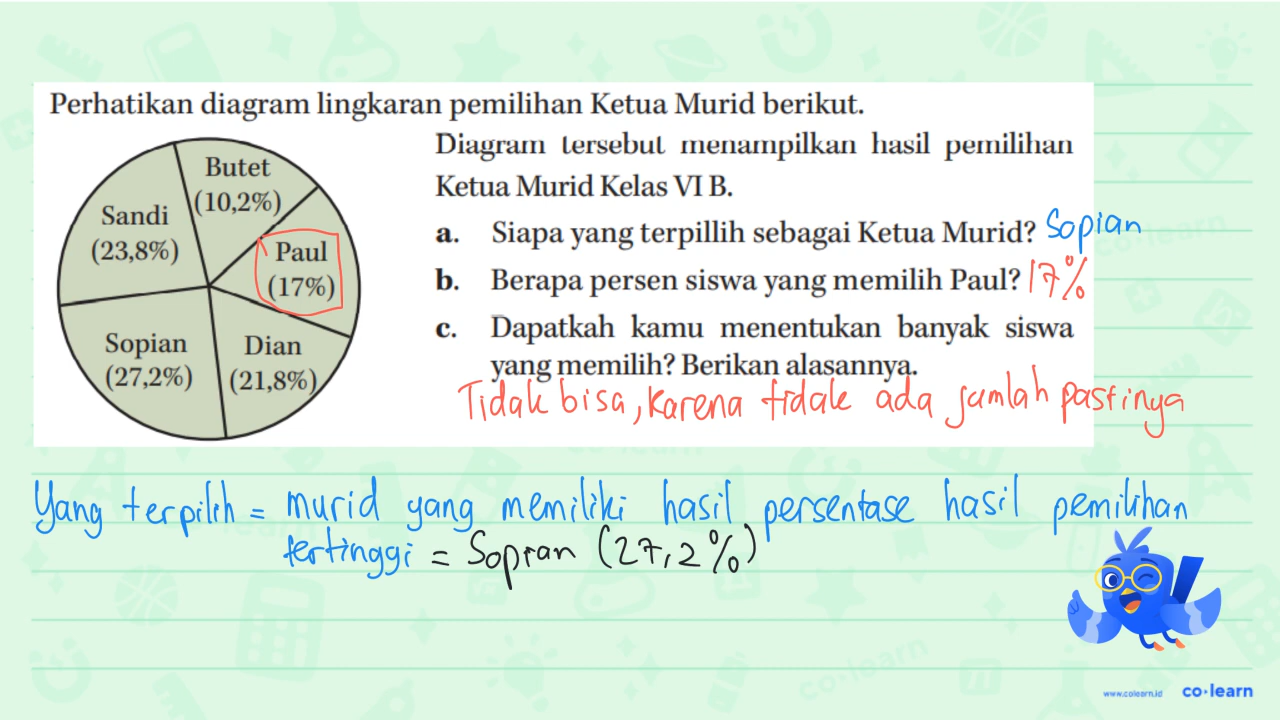 Perhatikan diagram lingkaran pemilihan Ketua Murid berikut.
Butet
(10,2%)
Sandi
(23,8%)
Paul
(17%)
Sopian
(27,2%)
Dian
(21,8%)
Diagram tersebut menampilkan hasil pemilihan
Ketua Murid Kelas VI B.
a. Siapa yang terpillih sebagai Ketua Murid? Sopian
b. Berapa persen siswa yang memilih Paul? 17%
c. Dapatkah kamu menentukan banyak siswa
yang memilih? Berikan alasannya.
Tidak bisa, karena tidak ada jumlah pastinya
Yang terpilih = murid yang memiliki hasil persentase hasil pemilihan
tertinggi = Sopian (27,2%)
www.colearn.id co·learn